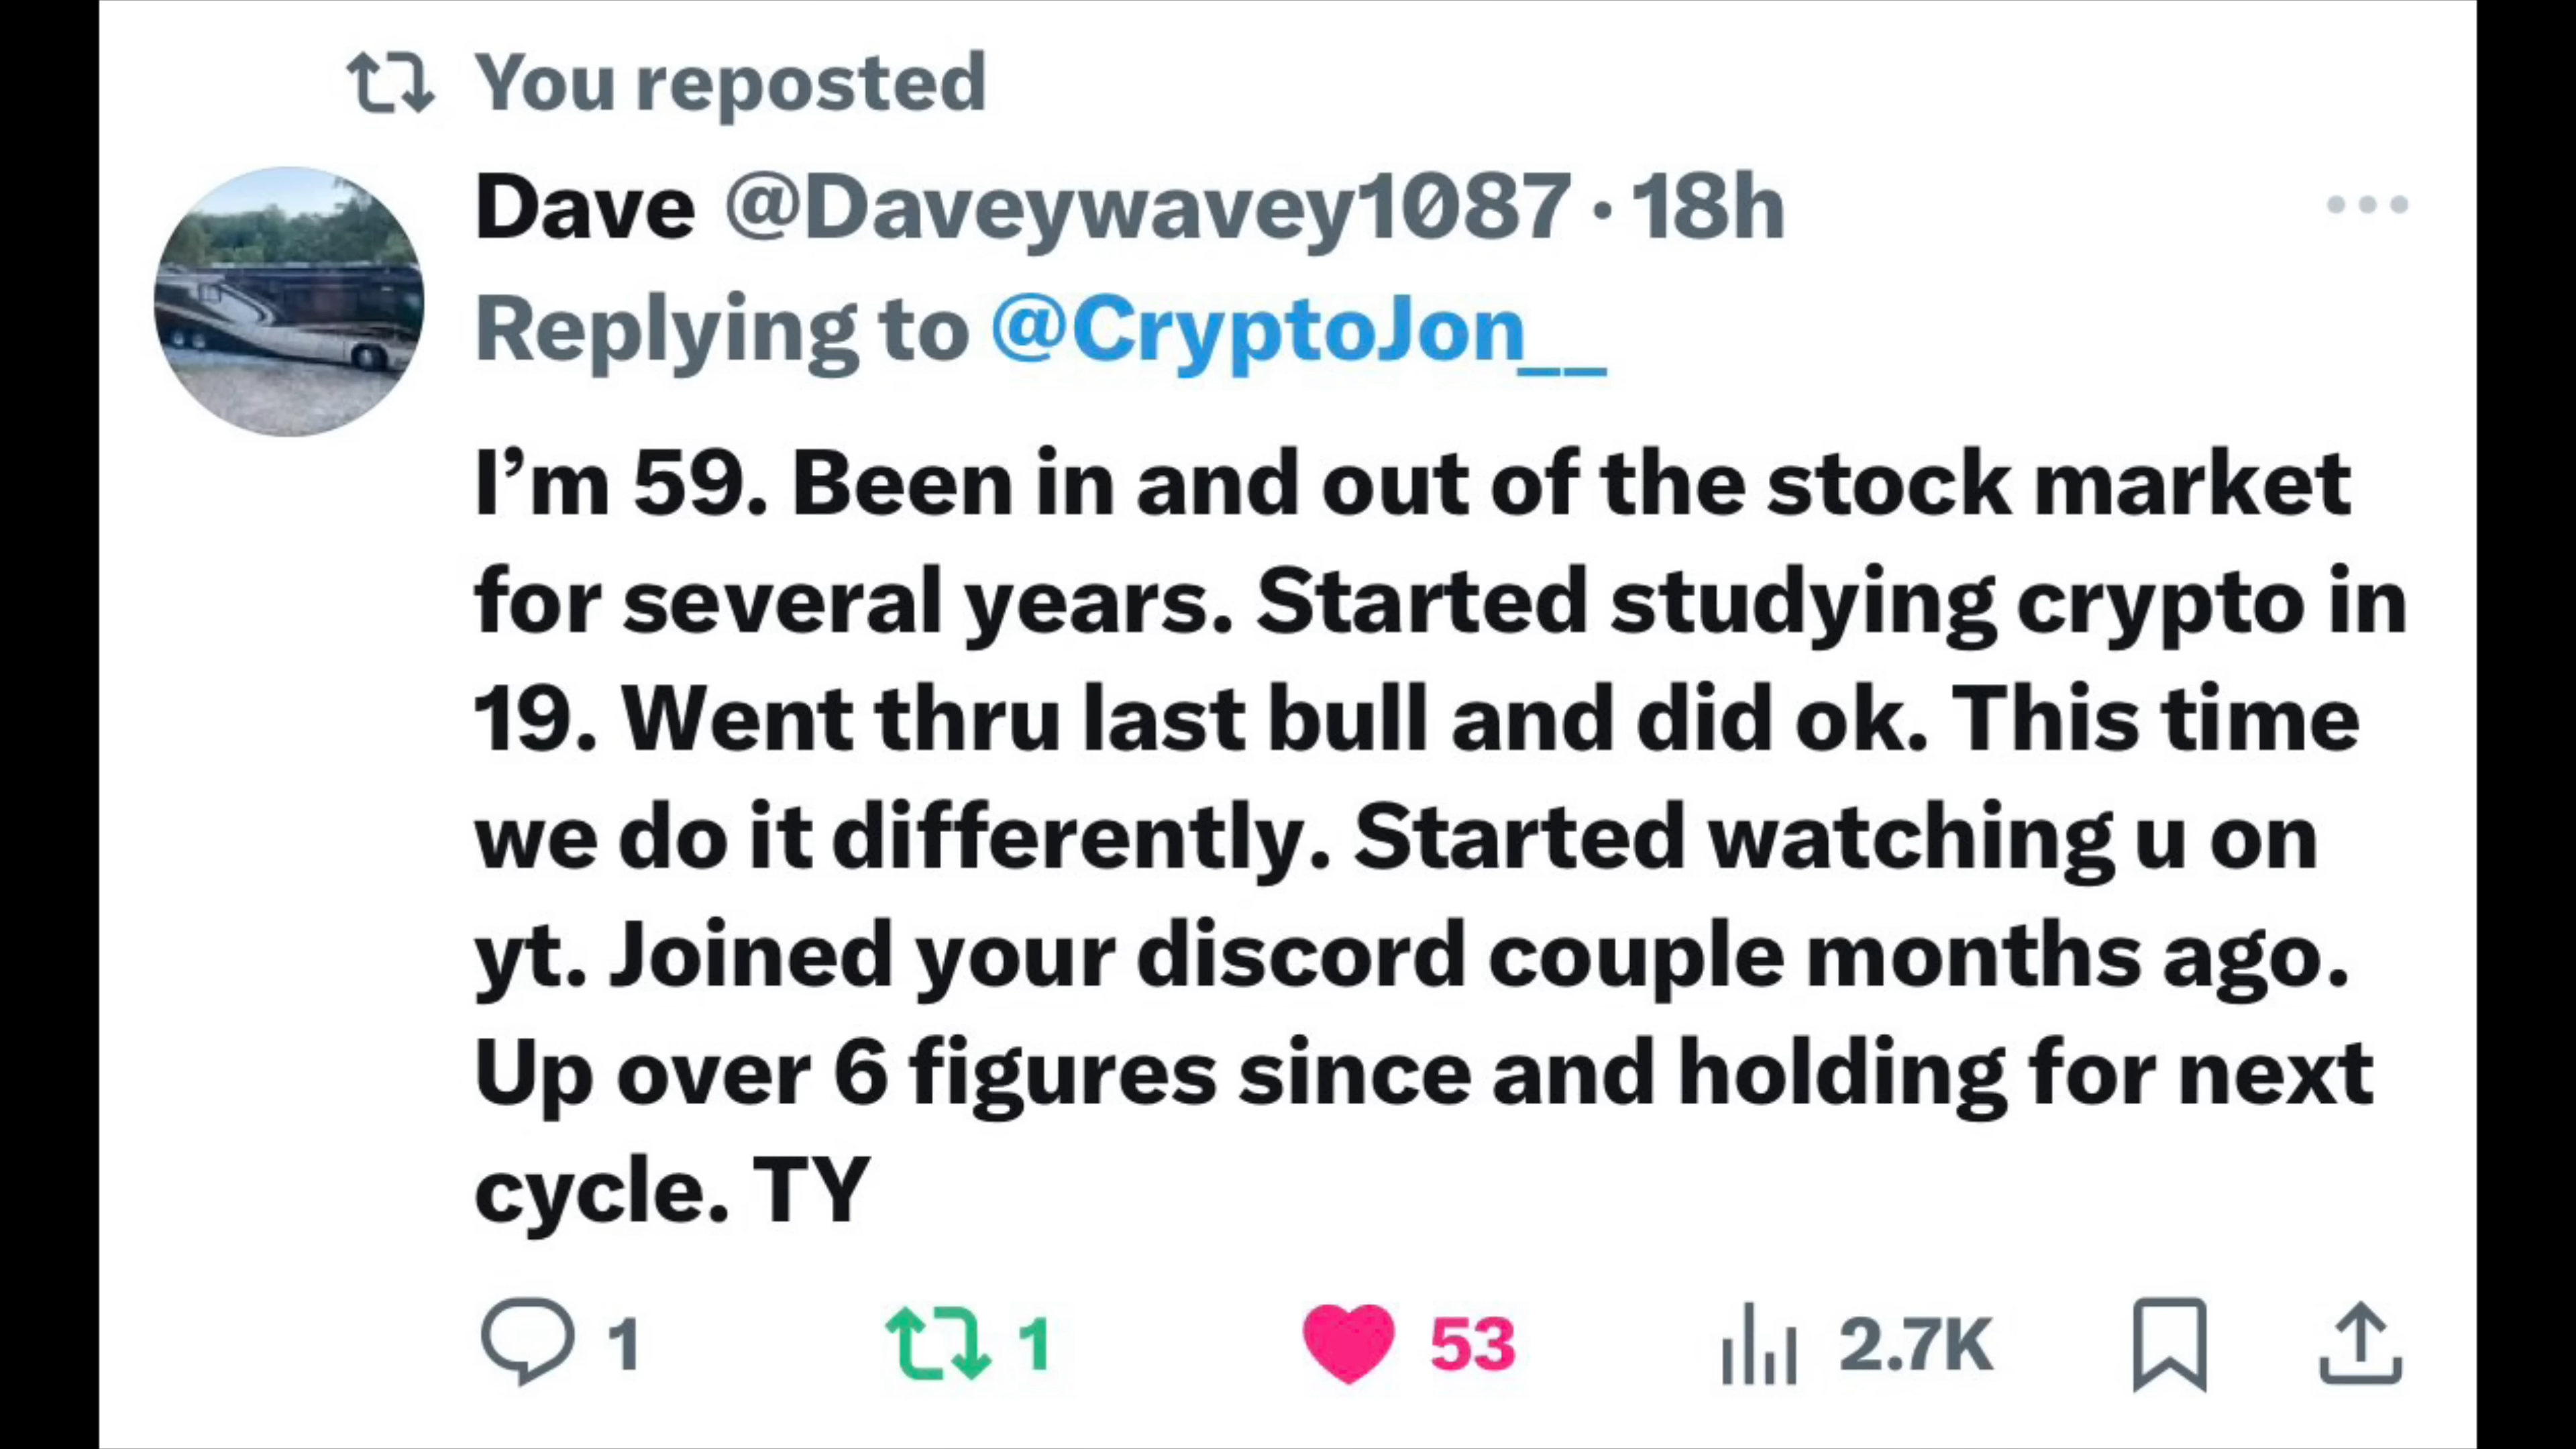 You reposted
Dave @Daveywavey1087 · 18h
Replying to @CryptoJon__
I’m 59. Been in and out of the stock market
for several years. Started studying crypto in
19. Went thru last bull and did ok. This time
we do it differently. Started watching u on
yt. Joined your discord couple months ago.
Up over 6 figures since and holding for next
cycle. TY
1 1 53 2.7K